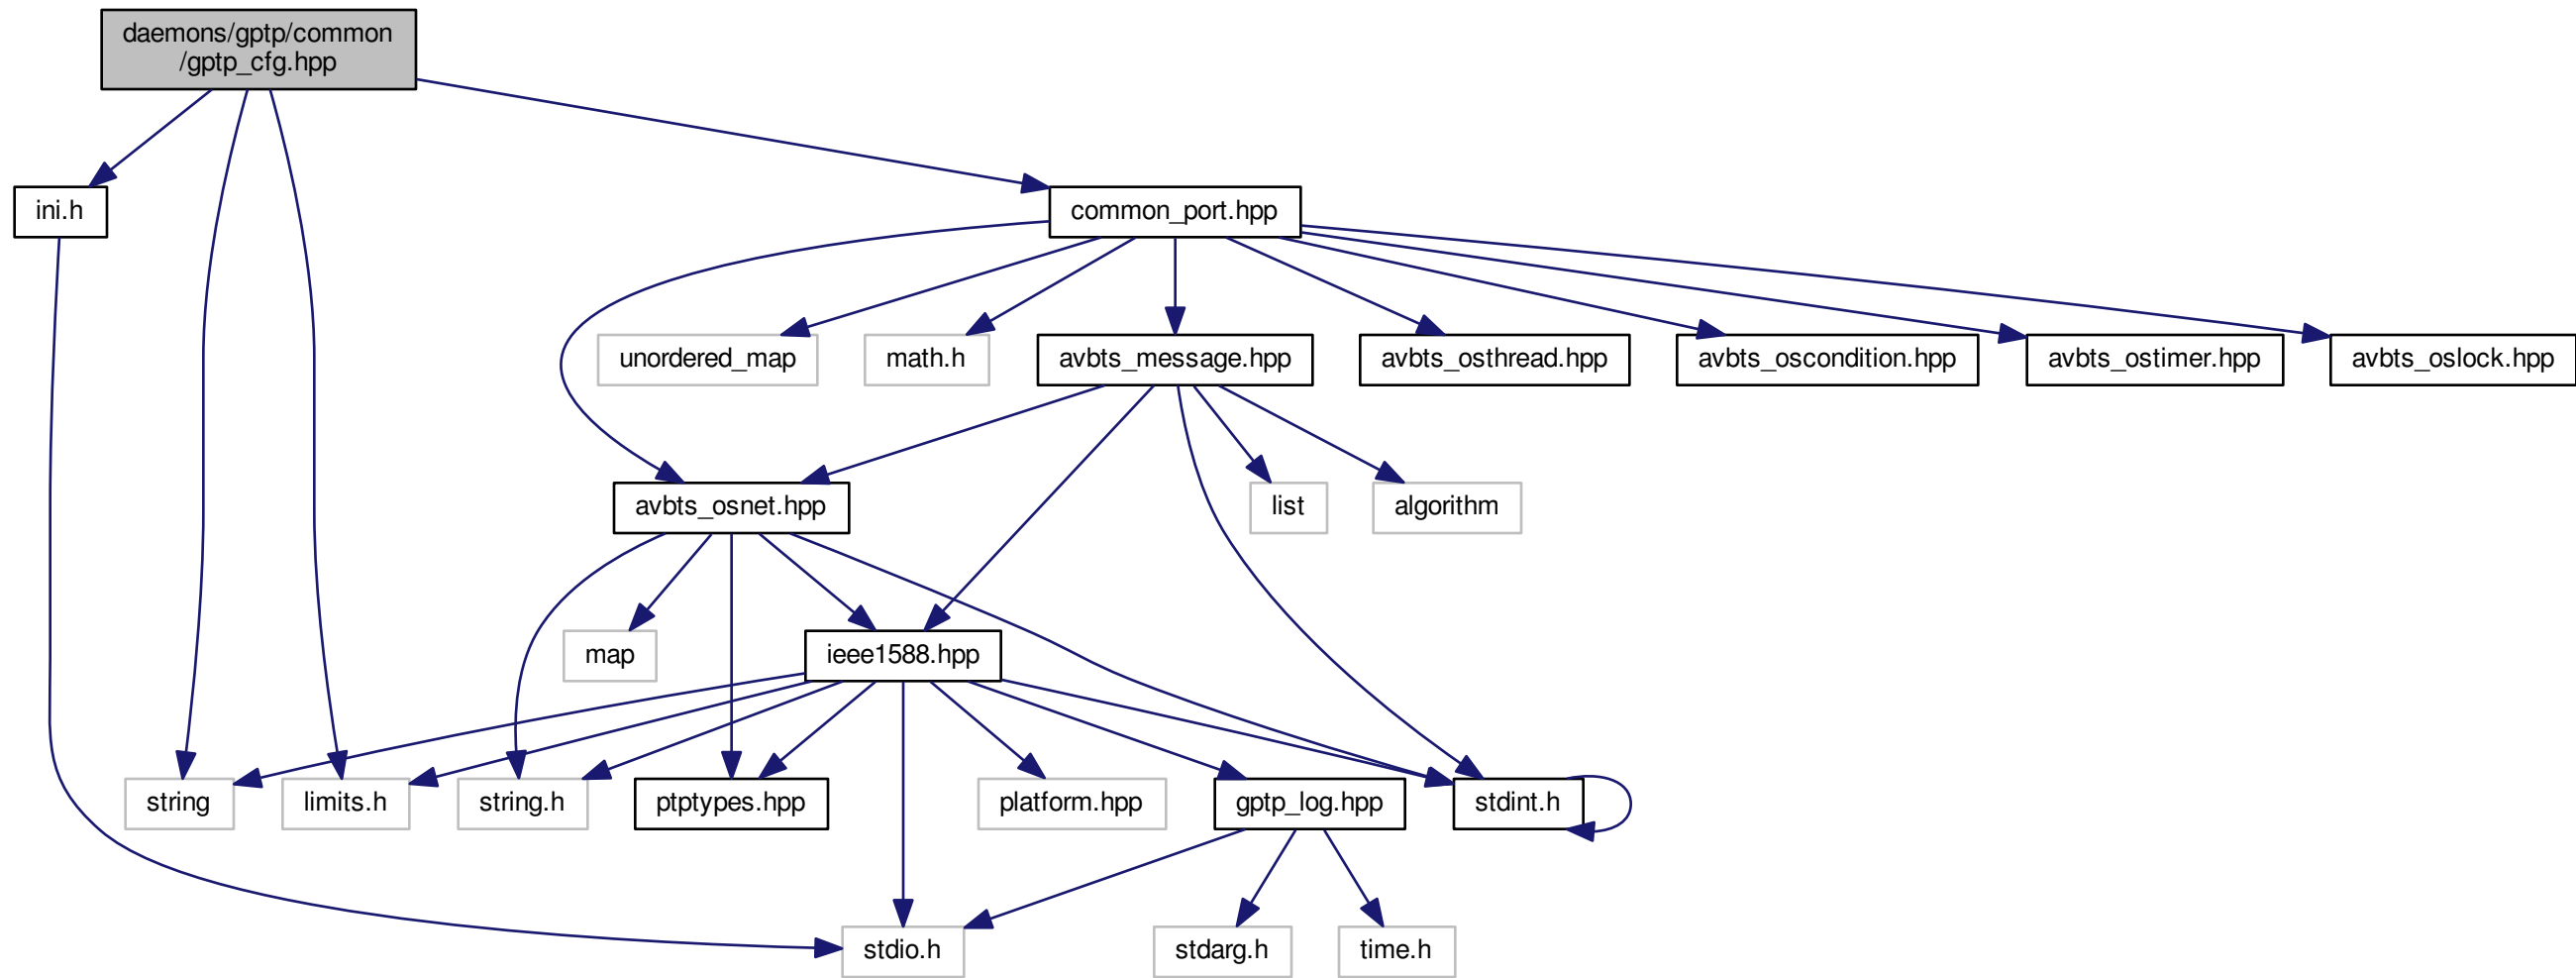 daemons/gptp/common
/gptp_cfg.hpp
ini.h
common_port.hpp
unordered_map
math.h
avbts_message.hpp
avbts_osthread.hpp
avbts_oscondition.hpp
avbts_ostimer.hpp
avbts_oslock.hpp
avbts_osnet.hpp
list
algorithm
map
ieee1588.hpp
string
limits.h
string.h
ptptypes.hpp
platform.hpp
gptp_log.hpp
stdint.h
stdio.h
stdarg.h
time.h